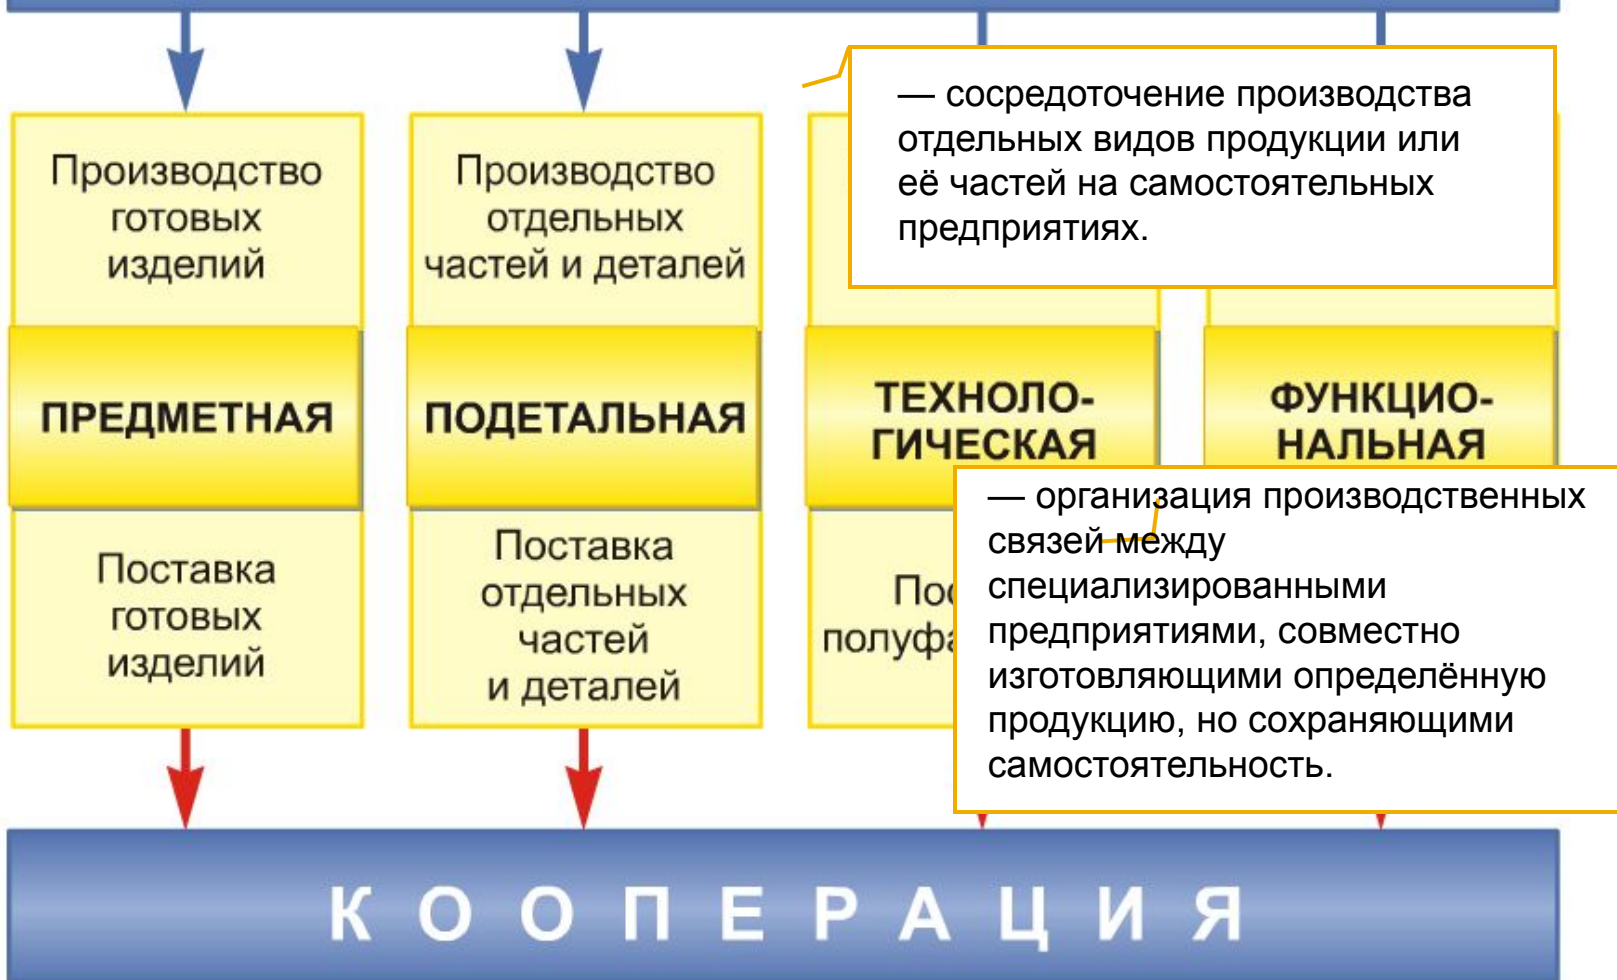 — сосредоточение производства
отдельных видов продукции или
её частей на самостоятельных
предприятиях.
Производство
готовых
изделий
Производство
отдельных
частей и деталей
ПРЕДМЕТНАЯ
ПОДЕТАЛЬНАЯ
ТЕХНОЛО-
ГИЧЕСКАЯ
ФУНКЦИО-
НАЛЬНАЯ
Поставка
готовых
изделий
Поставка
отдельных
частей
и деталей
— организация производственных
связей между
специализированными
предприятиями, совместно
изготовляющими определённую
продукцию, но сохраняющими
самостоятельность.
КООПЕРАЦИЯ